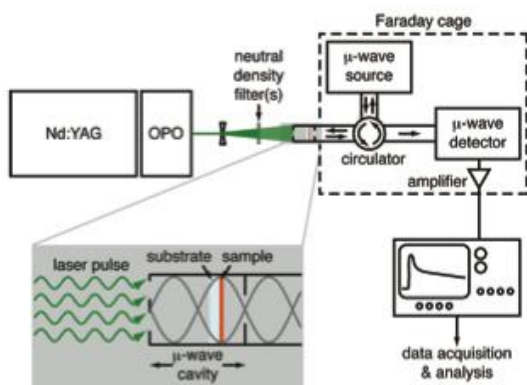 Faraday cage
μ-wave
source
neutral
density
filter(s)
Nd:YAG
OPO
circulator
μ-wave
detector
amplifier
laser pulse
substrate
sample
μ-wave
cavity
data acquisition
& analysis